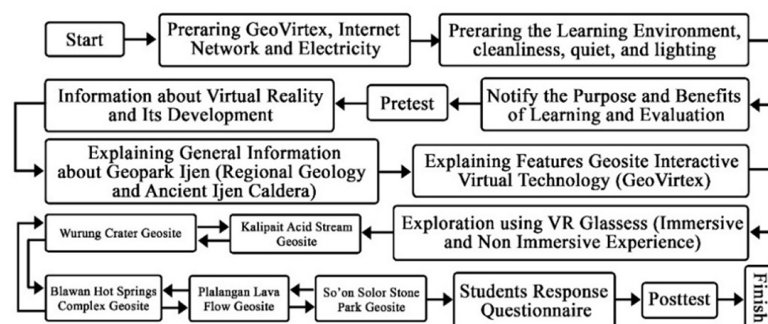 Start
Preraring GeoVirtex, Internet
Network and Electricity
Preraring the Learning Environment,
cleanliness, quiet, and lighting
Information about Virtual Reality
and Its Development
Pretest
Notify the Purpose and Benefits
of Learning and Evaluation
Explaining General Information
about Geopark Ijen (Regional Geology
and Ancient Ijen Caldera)
Explaining Features Geosite Interactive
Virtual Technology (GeoVirtex)
Wurung Crater Geosite
Kalipait Acid Stream
Geosite
Exploration using VR Glassess (Immersive
and Non Immersive Experience)
Blawan Hot Springs
Complex Geosite
Plalangan Lava
Flow Geosite
So'on Solor Stone
Park Geosite
Students Response
Questionnaire
Posttest
Finish